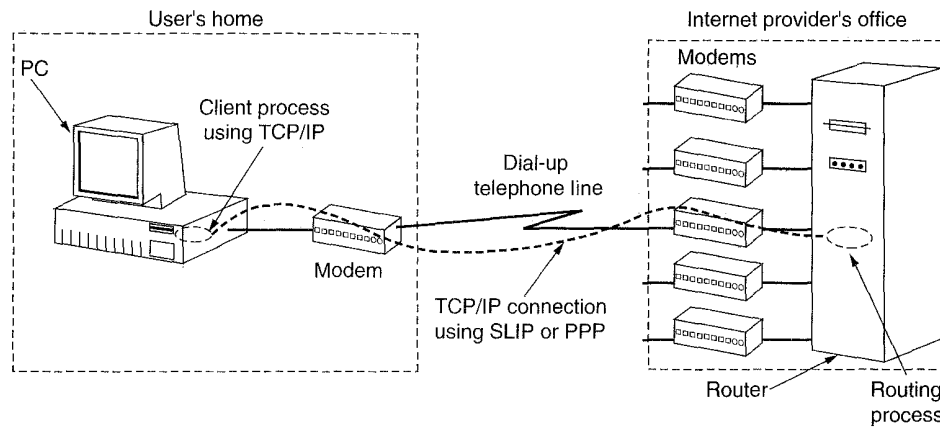 User's home
Internet provider's office
PC
Client process
using TCP/IP
Modems
Dial-up
telephone line
Modem
TCP/IP connection
using SLIP or PPP
Router
Routing
process